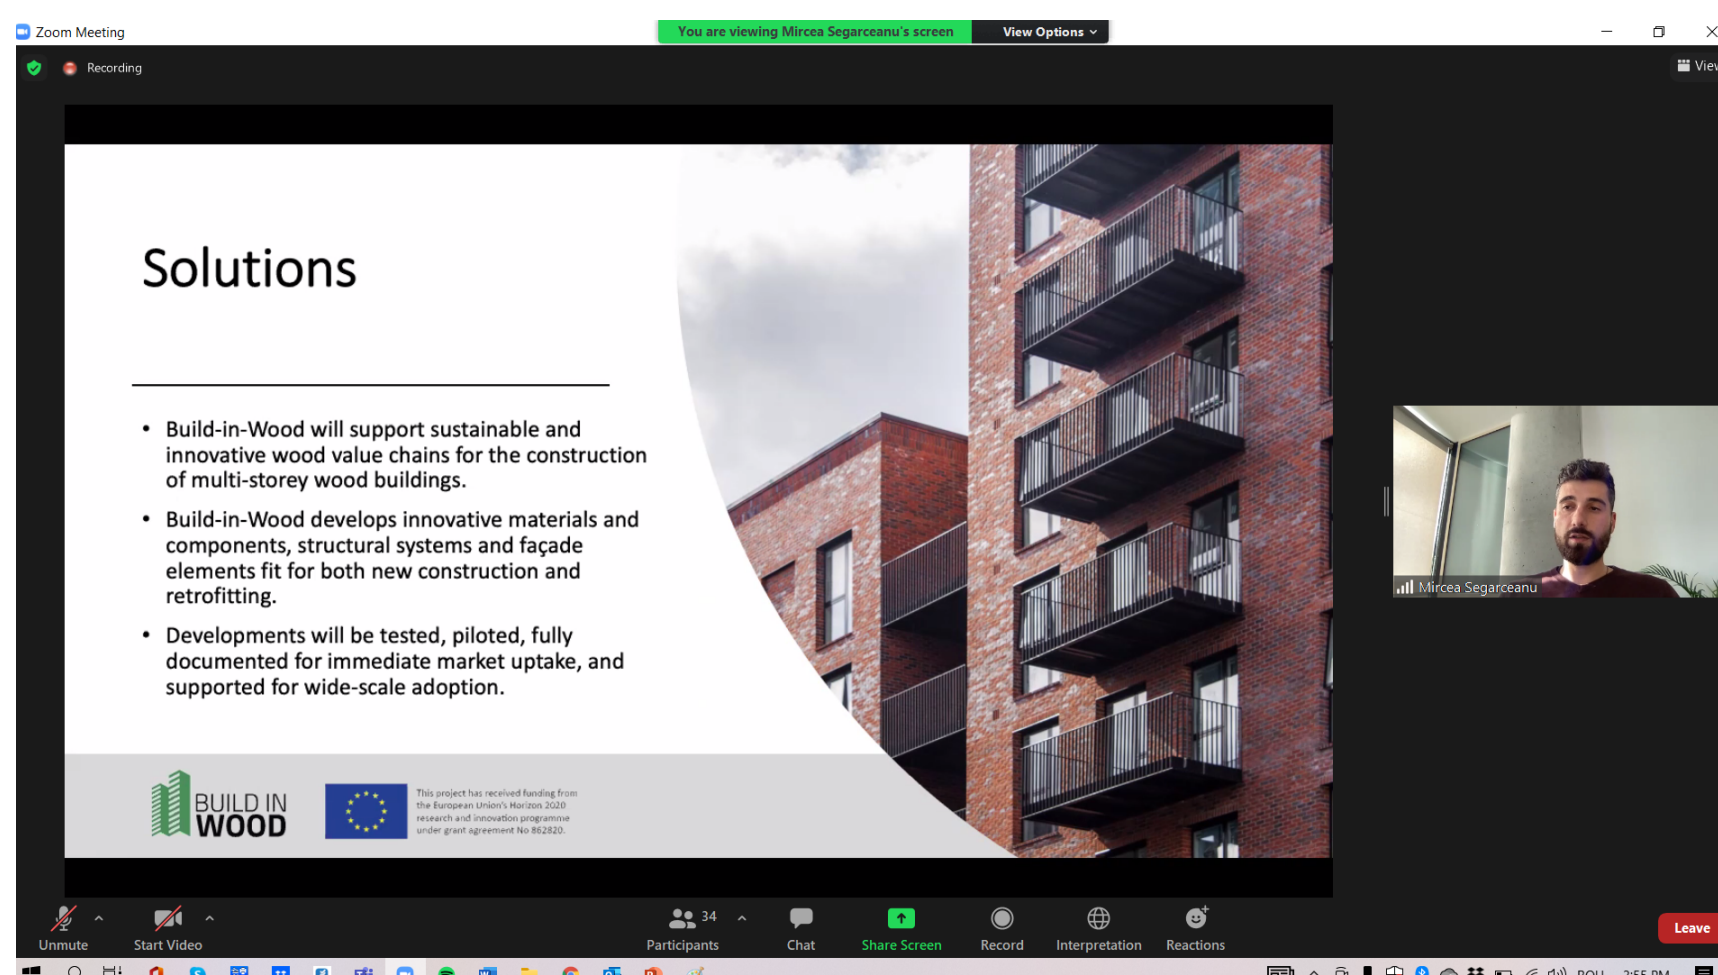 Zoom Meeting
You are viewing Mircea Segarceanu's screen
View Options
Recording
View
Solutions
• Build-in-Wood will support sustainable and
innovative wood value chains for the construction
of multi-storey wood buildings.
• Build-in-Wood develops innovative materials and
components, structural systems and façade
elements fit for both new construction and
retrofitting.
• Developments will be tested, piloted, fully
documented for immediate market uptake, and
supported for wide-scale adoption.
Mircea Segarceanu
BUILD IN
WOOD
This project has received funding from
the European Union's Horizon 2020
research and innovation programme
under grant agreement No 862820.
34
Unmute
Start Video
Participants
Chat
Share Screen
Record
Interpretation
Reactions
Leave
ROU
3:55 PM